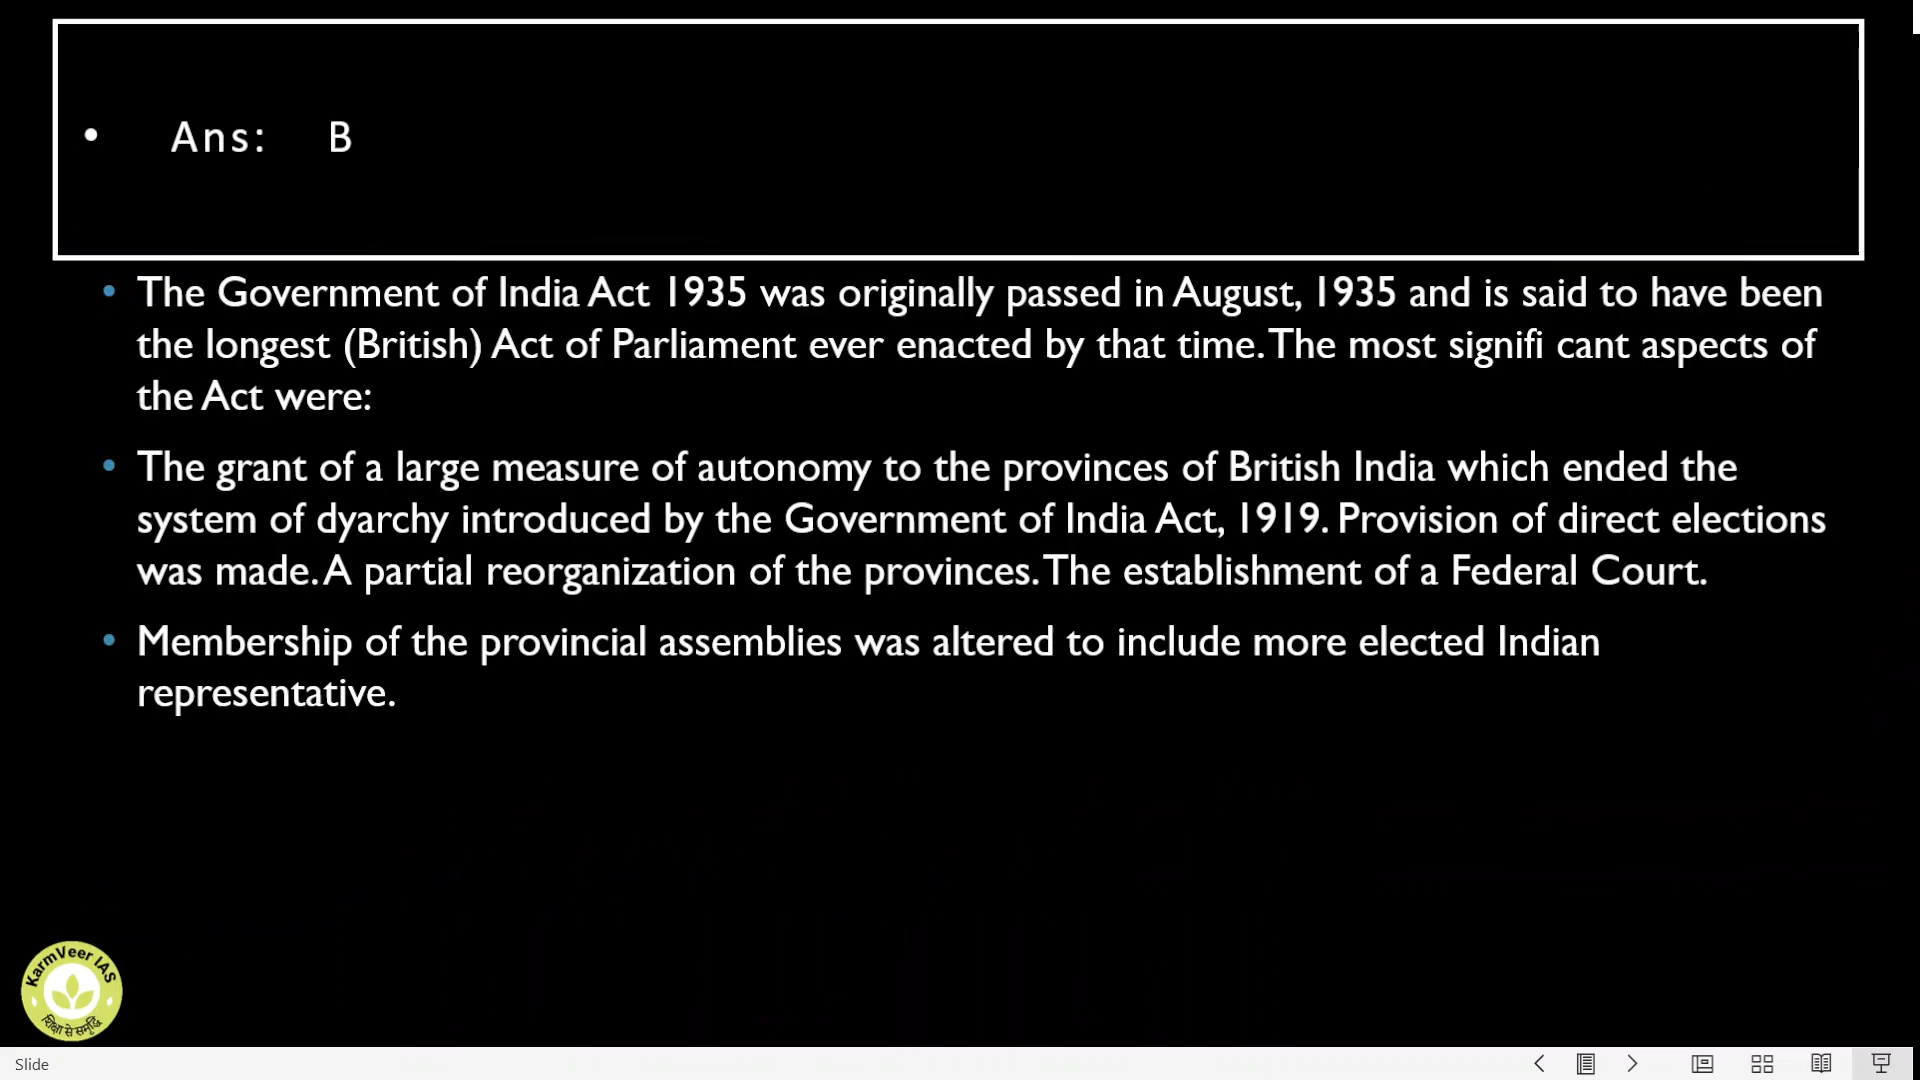 • Ans: B
• The Government of India Act 1935 was originally passed in August, 1935 and is said to have been
the longest (British) Act of Parliament ever enacted by that time. The most signifi cant aspects of
the Act were:
• The grant of a large measure of autonomy to the provinces of British India which ended the
system of dyarchy introduced by the Government of India Act, 1919. Provision of direct elections
was made. A partial reorganization of the provinces. The establishment of a Federal Court.
• Membership of the provincial assemblies was altered to include more elected Indian
representative.
KarmVeer IAS
शिक्षा से समृद्धि
Slide